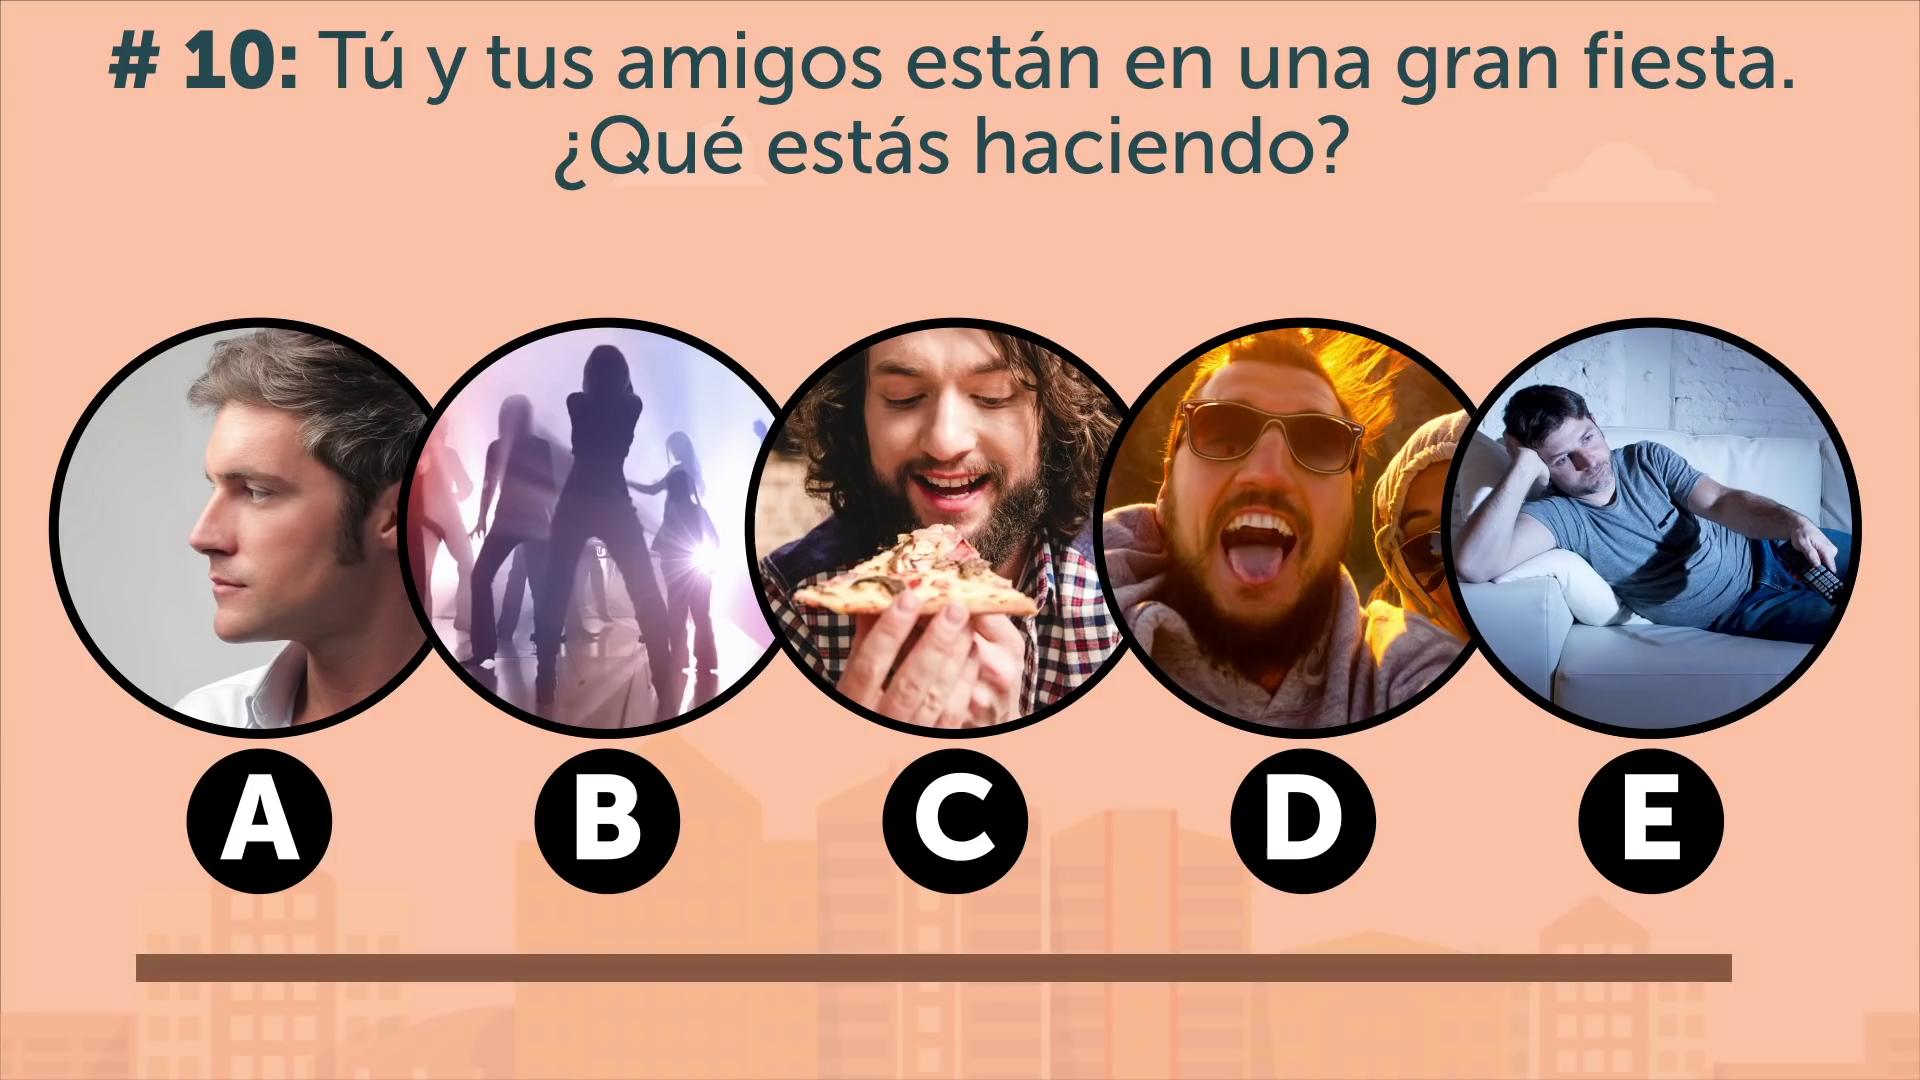 # 10: Tú y tus amigos están en una gran fiesta.
¿Qué estás haciendo?
A B C D E